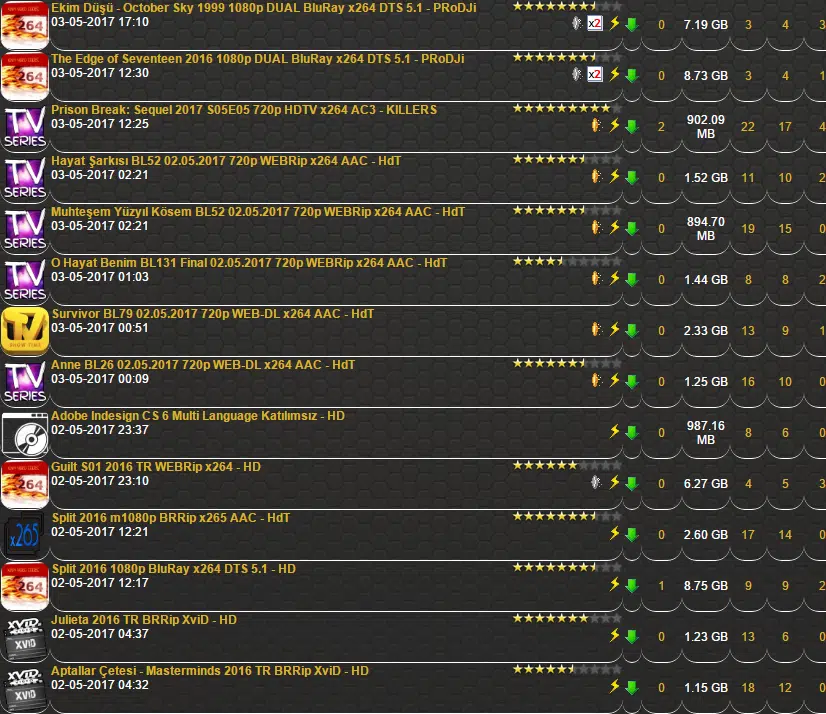 Ekim Düşü - October Sky 1999 1080p DUAL BluRay x264 DTS 5.1 - PRoDJi
264 03-05-2017 17:10 x2 0 7.19 GB 3 4 3
The Edge of Seventeen 2016 1080p DUAL BluRay x264 DTS 5.1 - PRoDJi
264 03-05-2017 12:30 x2 0 8.73 GB 3 4 1
Prison Break: Sequel 2017 S05E05 720p HDTV x264 AC3 - KILLERS
TV SERIES 03-05-2017 12:25 2 902.09 MB 22 17 4
Hayat Şarkısı BL52 02.05.2017 720p WEBRip x264 AAC - HdT
TV SERIES 03-05-2017 02:21 0 1.52 GB 11 10 2
Muhteşem Yüzyıl Kösem BL52 02.05.2017 720p WEBRip x264 AAC - HdT
TV SERIES 03-05-2017 02:21 0 894.70 MB 19 15 0
O Hayat Benim BL131 Final 02.05.2017 720p WEBRip x264 AAC - HdT
TV SERIES 03-05-2017 01:03 0 1.44 GB 8 8 2
Survivor BL79 02.05.2017 720p WEB-DL x264 AAC - HdT
TV SHOW TIME 03-05-2017 00:51 0 2.33 GB 13 9 1
Anne BL26 02.05.2017 720p WEB-DL x264 AAC - HdT
TV SERIES 03-05-2017 00:09 0 1.25 GB 16 10 0
Adobe Indesign CS 6 Multi Language Katılımsız - HD
02-05-2017 23:37 0 987.16 MB 8 6 0
Guilt S01 2016 TR WEBRip x264 - HD
264 02-05-2017 23:10 0 6.27 GB 4 5 3
Split 2016 m1080p BRRip x265 AAC - HdT
x265 02-05-2017 12:21 0 2.60 GB 17 14 0
Split 2016 1080p BluRay x264 DTS 5.1 - HD
264 02-05-2017 12:17 1 8.75 GB 9 9 2
Julieta 2016 TR BRRip XviD - HD
XVID XVID 02-05-2017 04:37 0 1.23 GB 13 6 0
Aptallar Çetesi - Masterminds 2016 TR BRRip XviD - HD
XVID XVID 02-05-2017 04:32 0 1.15 GB 18 12 0